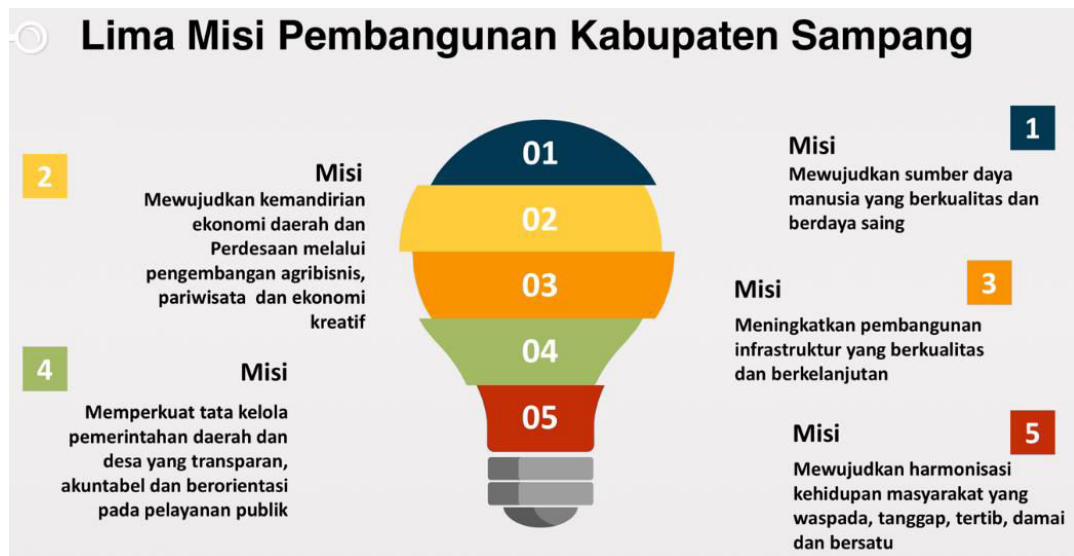 Lima Misi Pembangunan Kabupaten Sampang
1
Misi
Mewujudkan sumber daya
manusia yang berkualitas dan
berdaya saing
2
Misi
Mewujudkan kemandirian
ekonomi daerah dan
Perdesaan melalui
pengembangan agribisnis,
pariwisata dan ekonomi
kreatif
3
Misi
Meningkatkan pembangunan
infrastruktur yang berkualitas
dan berkelanjutan
4
Misi
Memperkuat tata kelola
pemerintahan daerah dan
desa yang transparan,
akuntabel dan berorientasi
pada pelayanan publik
5
Misi
Mewujudkan harmonisasi
kehidupan masyarakat yang
waspada, tanggap, tertib, damai
dan bersatu
01
02
03
04
05